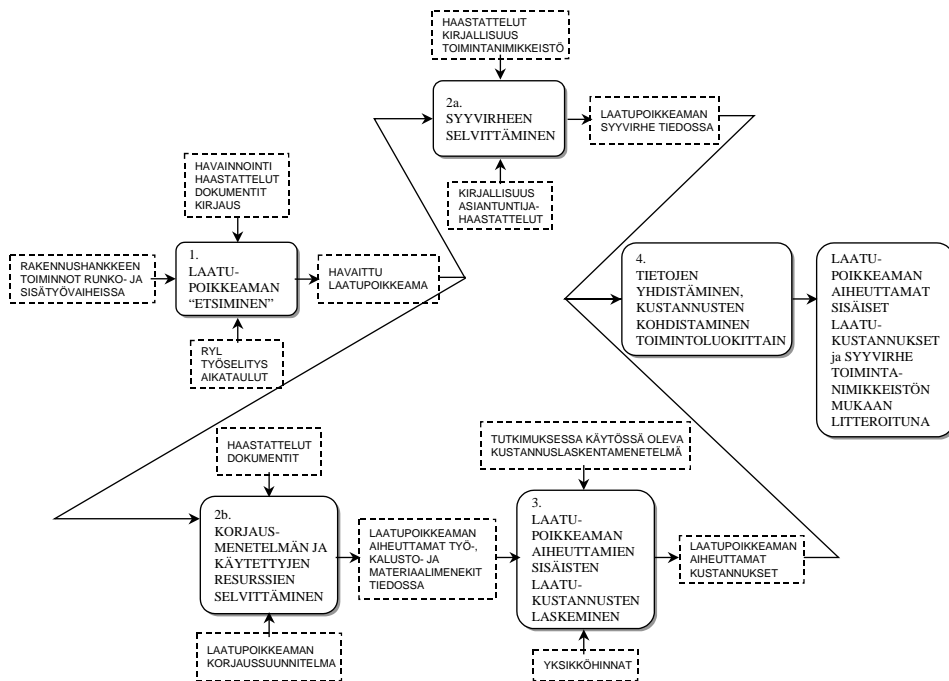 HAASTATTELUT
KIRJALLISUUS
TOIMINTANIMIKKEISTÖ
2a.
SYYVIRHEEN
SELVITTÄMINEN
LAATUPOIKKEAMAN
SYYVIRHE TIEDOSSA
KIRJALLISUUS
ASIANTUNTIJA-
HAASTATTELUT
HAVAINNOINTI
HAASTATTELUT
DOKUMENTIT
KIRJAUS
RAKENNUSHANKKEEN
TOIMINNOT RUNKO- JA
SISÄTYÖVAIHEISSA
1.
LAATU-
POIKKEAMAN
“ETSIMINEN”
HAVAITTU
LAATUPOIKKEAMA
RYL
TYÖSELITYS
AIKATAULUT
4.
TIETOJEN
YHDISTÄMINEN,
KUSTANNUSTEN
KOHDISTAMINEN
TOIMINTOLUOKITTAIN
LAATU-
POIKKEAMAN
AIHEUTTAMAT
SISÄISET
LAATU-
KUSTANNUKSET
ja SYYVIRHE
TOIMINTA-
NIMIKKEISTÖN
MUKAAN
LITTEROITUNA
HAASTATTELUT
DOKUMENTIT
2b.
KORJAUS-
MENETELMÄN JA
KÄYTETTYJEN
RESURSSIEN
SELVITTÄMINEN
LAATUPOIKKEAMAN
KORJAUSSUUNNITELMA
LAATUPOIKKEAMAN
AIHEUTTAMAT TYÖ-,
KALUSTO- JA
MATERIAALIMENEKIT
TIEDOSSA
TUTKIMUKSESSA KÄYTÖSSÄ OLEVA
KUSTANNUSLASKENTAMENETELMÄ
3.
LAATU-
POIKKEAMAN
AIHEUTTAMIEN
SISÄISTEN
LAATU-
KUSTANNUSTEN
LASKEMINEN
YKSIKKÖHINNAT
LAATUPOIKKEAMAN
AIHEUTTAMAT
KUSTANNUKSET